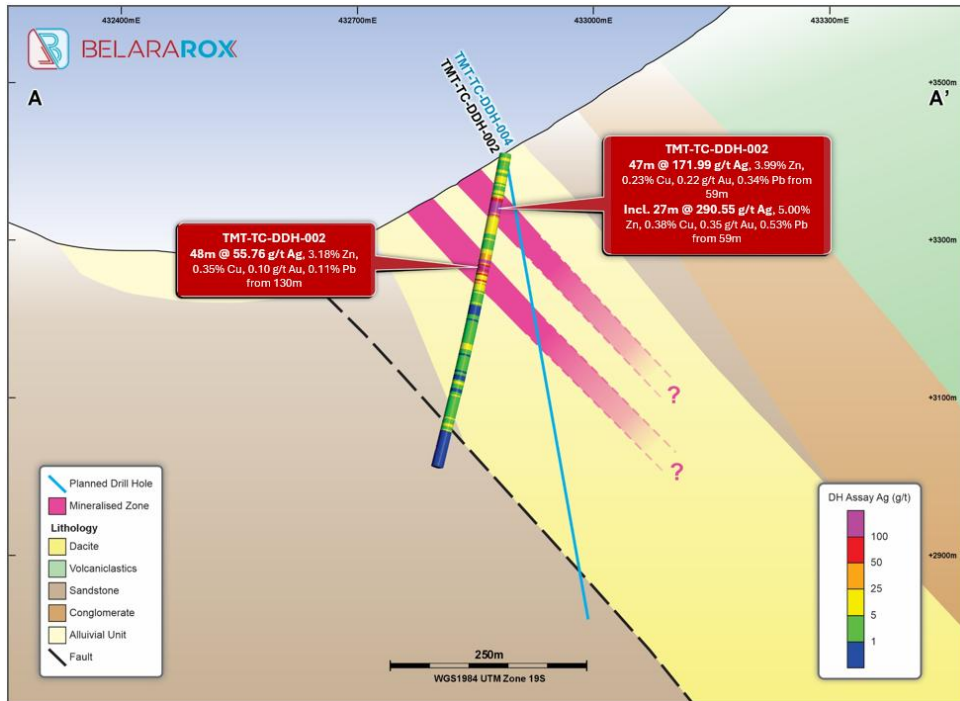 432400mE
432700mE
433000mE
433300mE
BELARAROX
A
A'
TMT-TC-DDH-004
TMT-TC-DDH-002
+3500m
+3300m
+3100m
+2900m
TMT-TC-DDH-002
47m @ 171.99 g/t Ag, 3.99% Zn,
0.23% Cu, 0.22 g/t Au, 0.34% Pb from
59m
Incl. 27m @ 290.55 g/t Ag, 5.00%
Zn, 0.38% Cu, 0.35 g/t Au, 0.53% Pb
from 59m
TMT-TC-DDH-002
48m @ 55.76 g/t Ag, 3.18% Zn,
0.35% Cu, 0.10 g/t Au, 0.11% Pb
from 130m
?
?
Planned Drill Hole
Mineralised Zone
Lithology
Dacite
Volcaniclastics
Sandstone
Conglomerate
Alluvial Unit
Fault
250m
WGS1984 UTM Zone 19S
DH Assay Ag (g/t)
100
50
25
5
1